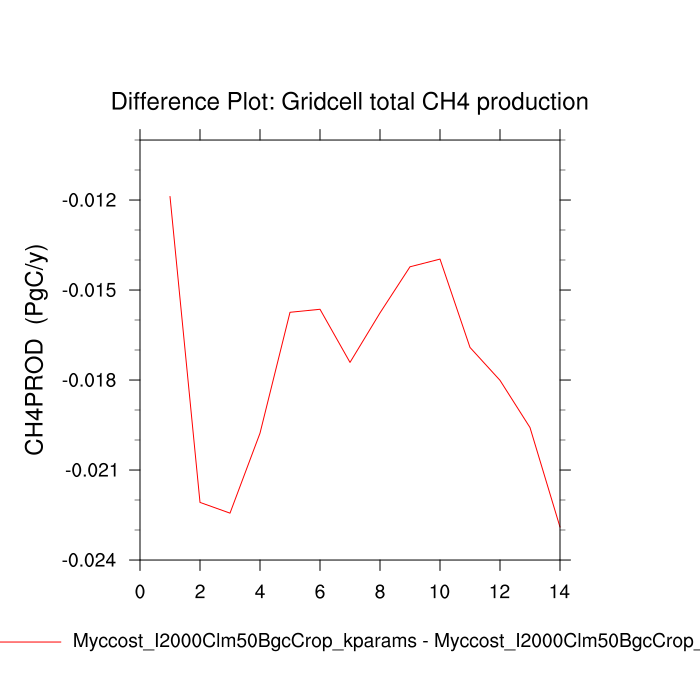 Difference Plot: Gridcell total CH4 production
CH4PROD (PgC/y)
-0.012
-0.015
-0.018
-0.021
-0.024
0 2 4 6 8 10 12 14
Myccost_I2000Clm50BgcCrop_kparams - Myccost_I2000Clm50BgcCrop_